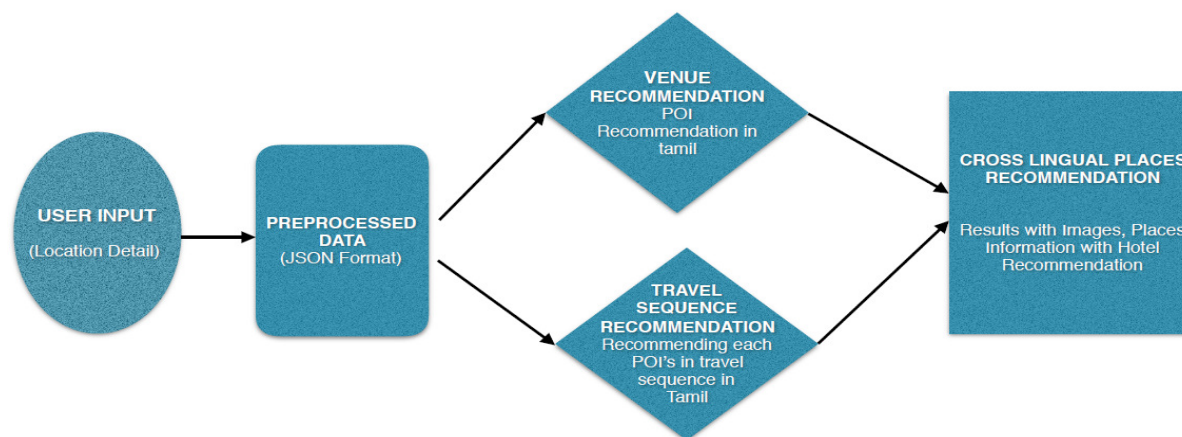 USER INPUT
(Location Detail)
PREPROCESSED
DATA
(JSON Format)
VENUE
RECOMMENDATION
POI
Recommendation in
tamil
TRAVEL
SEQUENCE
RECOMMENDATION
Recommending each
POI's in travel
sequence in
Tamil
CROSS LINGUAL PLACES
RECOMMENDATION
Results with Images, Places
Information with Hotel
Recommendation